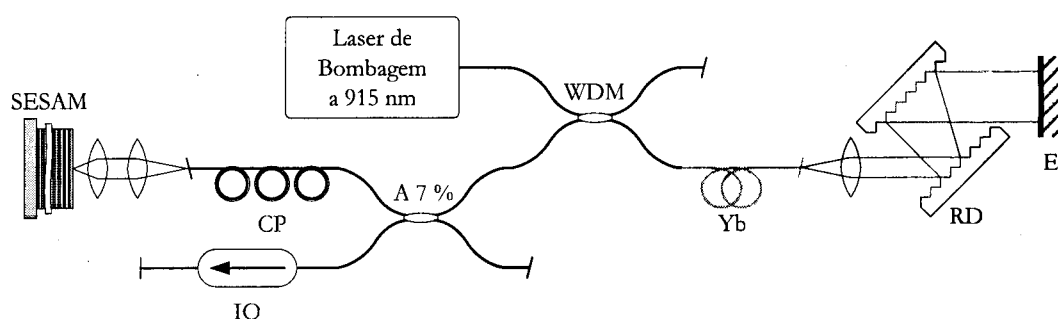 Laser de
Bombagem
a 915 nm
SESAM
WDM
E
CP
A 7 %
Yb
RD
IO